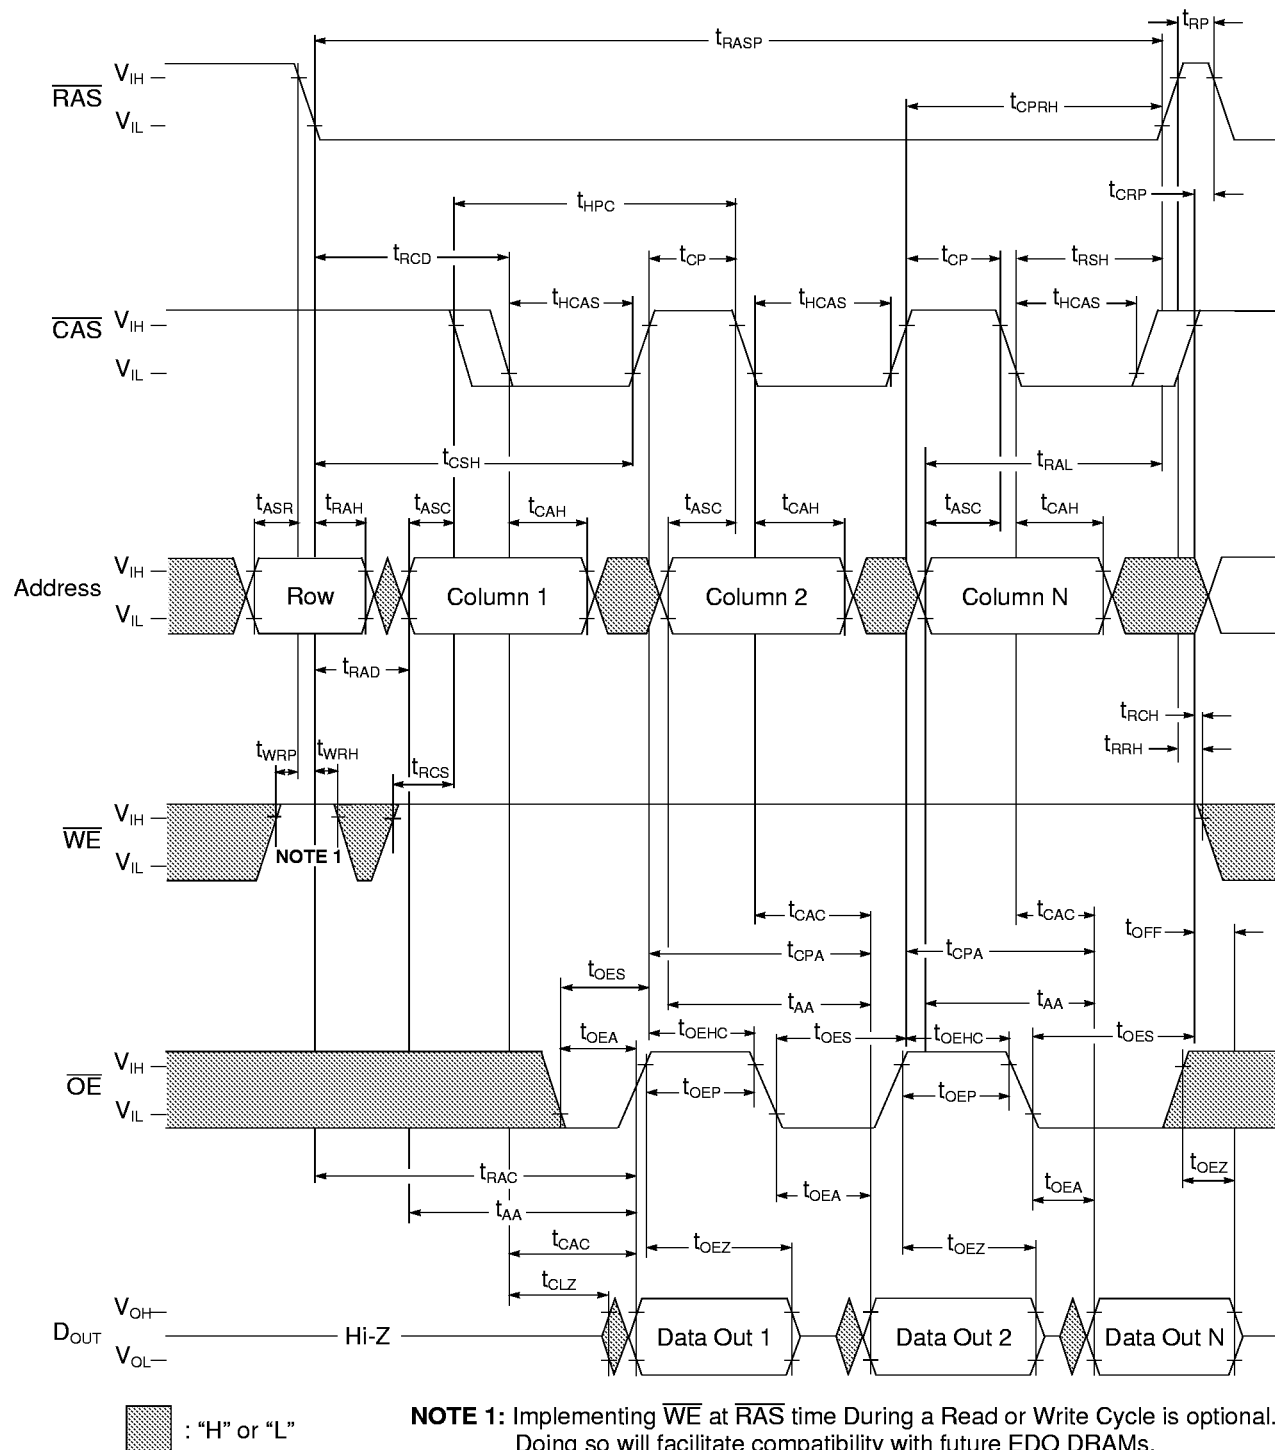 tRP
tRASP
VIH
RAS
VIL
tCPRH
tCRP
tHPC
tRCD
tCP
tCP
tRSH
tHCAS
tHCAS
tHCAS
VIH
CAS
VIL
tCSH
tRAL
tASR
tRAH
tASC
tCAH
tASC
tCAH
tASC
tCAH
VIH
Address
Row
Column 1
Column 2
Column N
VIL
tRAD
tRCH
tRRH
tWRP
tWRH
tRCS
VIH
WE
NOTE 1
VIL
tCAC
tCAC
tOFF
tCPA
tCPA
tOES
tAA
tAA
tOEA
tOEHC
tOES
tOEHC
tOES
VIH
OE
VIL
tOEP
tOEP
tRAC
tOEZ
tOEA
tOEA
tAA
tCAC
tOEZ
tOEZ
tCLZ
VOH
DOUT
Hi-Z
Data Out 1
Data Out 2
Data Out N
VOL
: “H” or “L”
NOTE 1: Implementing WE at RAS time During a Read or Write Cycle is optional.
Doing so will facilitate compatibility with future EDO DRAMs.